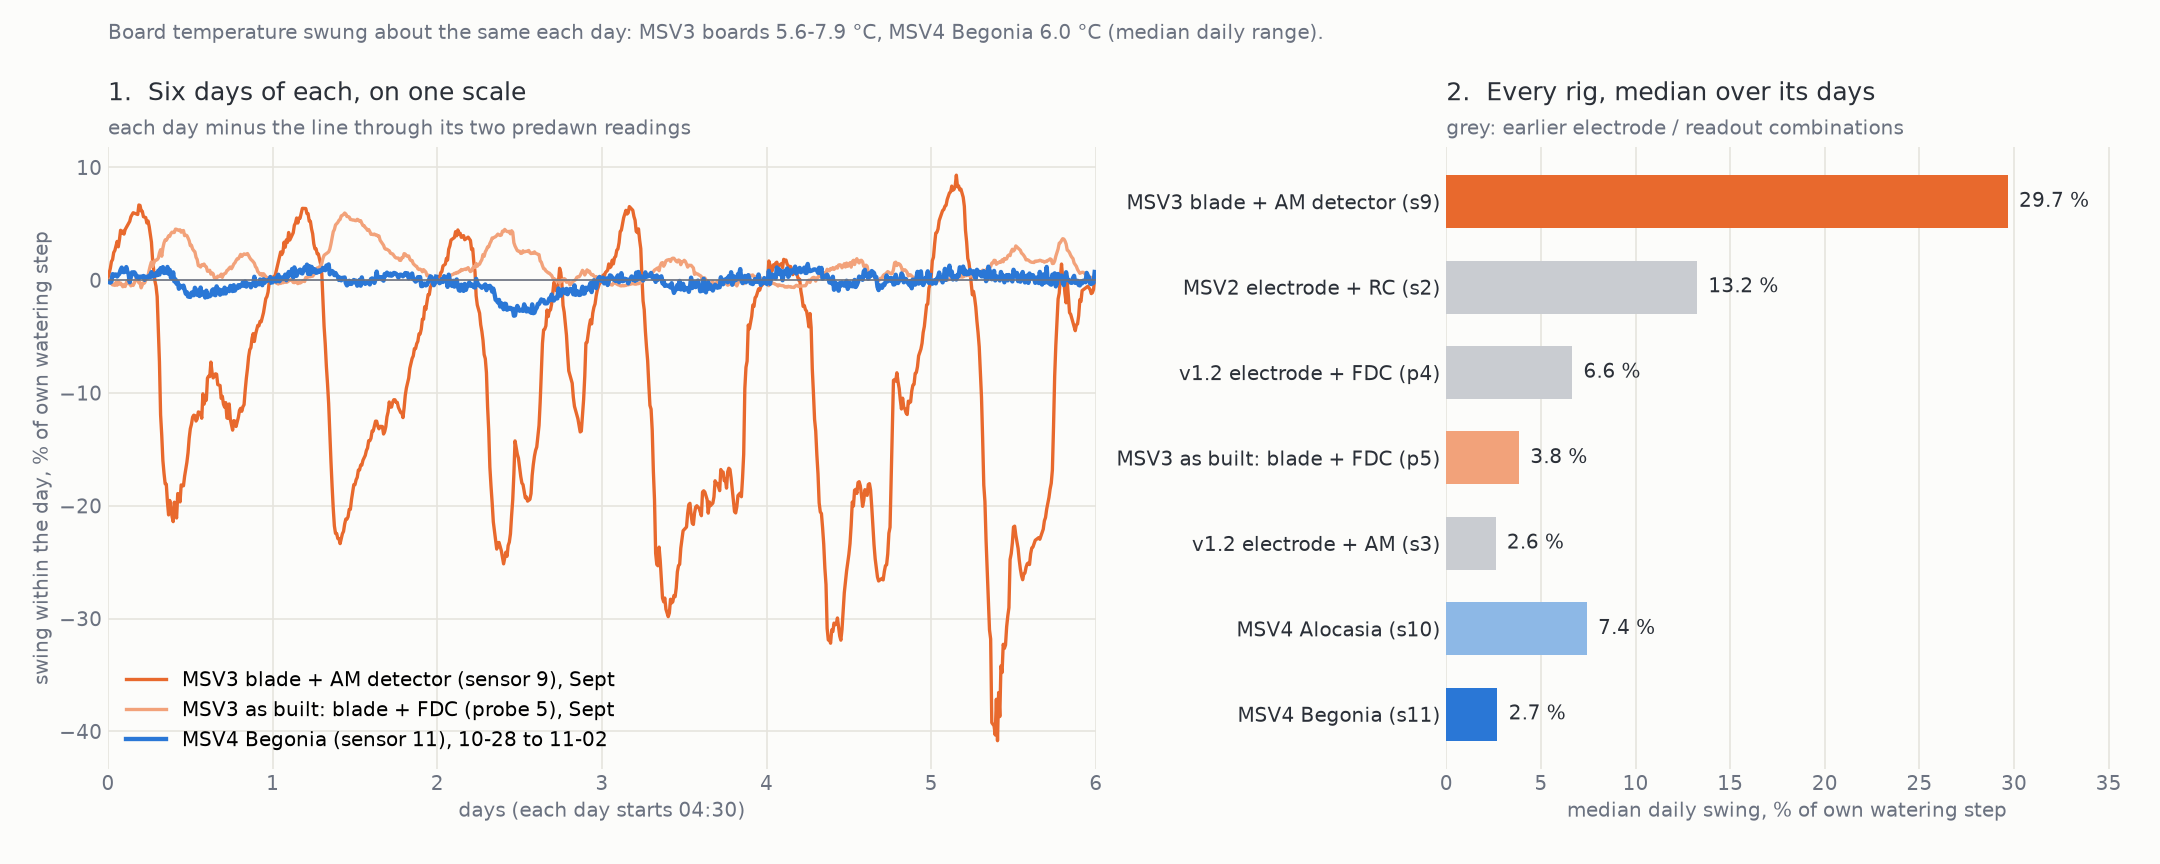 Board temperature swung about the same each day: MSV3 boards 5.6-7.9 °C, MSV4 Begonia 6.0 °C (median daily range).
1. Six days of each, on one scale
each day minus the line through its two predawn readings
swing within the day, % of own watering step
10
0
−10
−20
−30
−40
MSV3 blade + AM detector (sensor 9), Sept
MSV3 as built: blade + FDC (probe 5), Sept
MSV4 Begonia (sensor 11), 10-28 to 11-02
0 1 2 3 4 5 6
days (each day starts 04:30)
2. Every rig, median over its days
grey: earlier electrode / readout combinations
MSV3 blade + AM detector (s9) 29.7 %
MSV2 electrode + RC (s2) 13.2 %
v1.2 electrode + FDC (p4) 6.6 %
MSV3 as built: blade + FDC (p5) 3.8 %
v1.2 electrode + AM (s3) 2.6 %
MSV4 Alocasia (s10) 7.4 %
MSV4 Begonia (s11) 2.7 %
0 5 10 15 20 25 30 35
median daily swing, % of own watering step